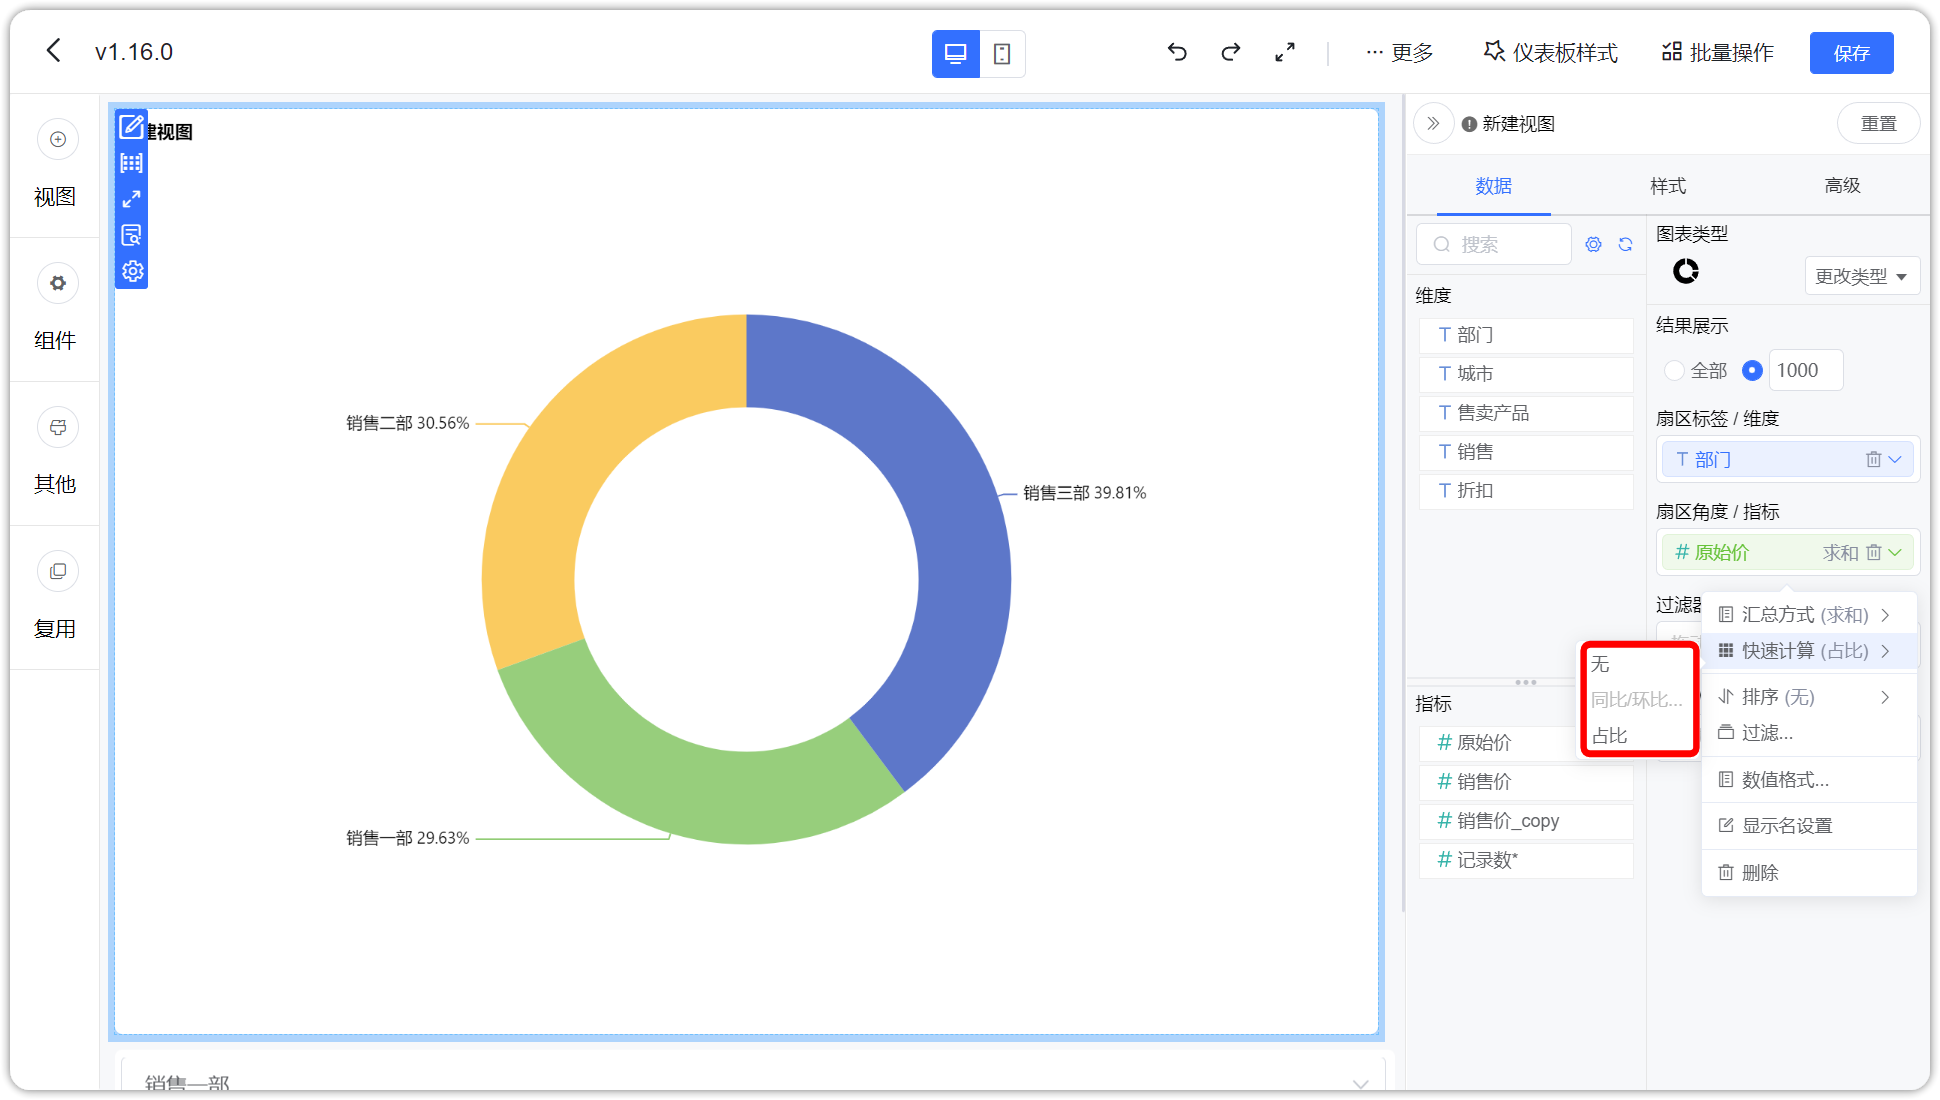 v1.16.0
更多
仪表板样式
批量操作
保存
视图
组件
其他
复用
建视图
销售二部 30.56%
销售三部 39.81%
销售一部 29.63%
销售一部
新建视图
重置
数据
样式
高级
搜索
维度
T 部门
T 城市
T 售卖产品
T 销售
T 折扣
指标
# 原始价
# 销售价
# 销售价_copy
# 记录数*
图表类型
更改类型
结果展示
全部
1000
扇区标签 / 维度
T 部门
扇区角度 / 指标
# 原始价 求和
过滤器
汇总方式 (求和)
快速计算 (占比)
排序 (无)
过滤...
数值格式...
显示名设置
删除
无
同比/环比...
占比